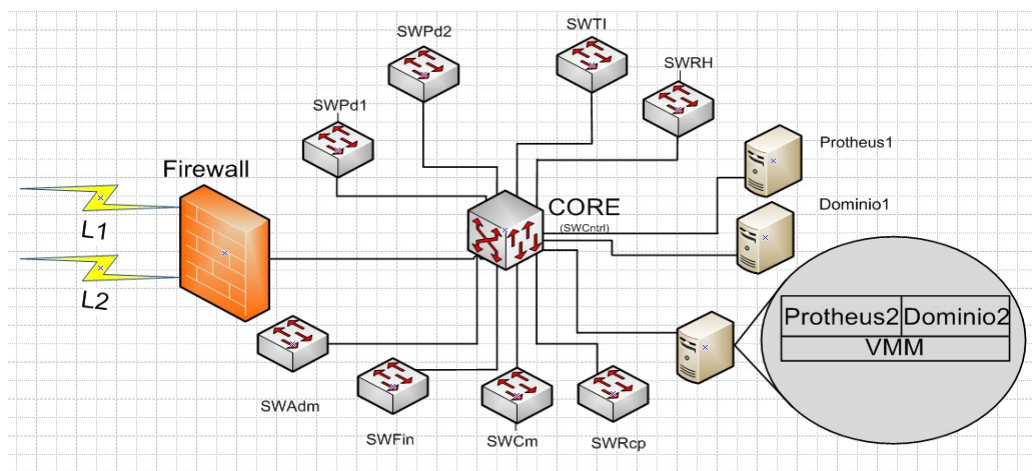 SWPd2
SWTI
SWRH
SWPd1
Protheus1
Firewall
L1
CORE
(SWCntrl)
Dominio1
L2
Protheus2
Dominio2
VMM
SWAdm
SWFin
SWCm
SWRcp